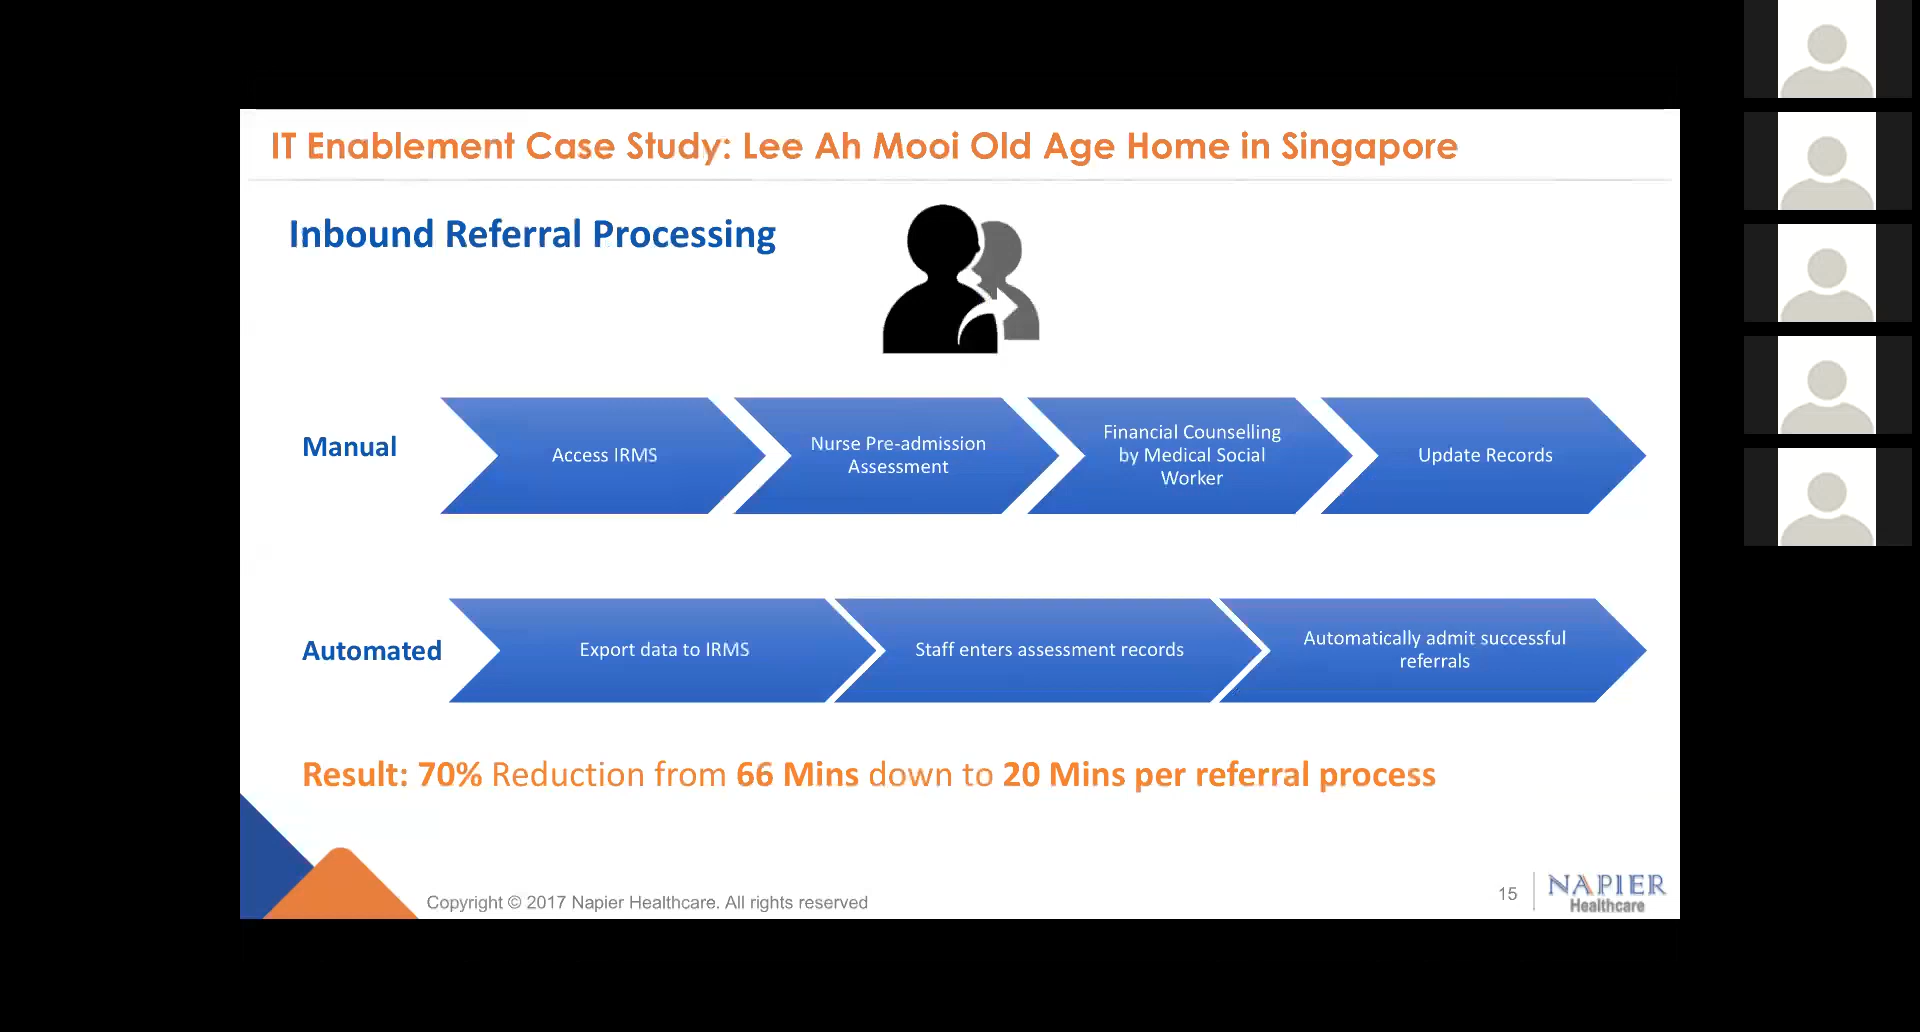 IT Enablement Case Study: Lee Ah Mooi Old Age Home in Singapore
Inbound Referral Processing
Manual
Access IRMS
Nurse Pre-admission
Assessment
Financial Counselling
by Medical Social
Worker
Update Records
Automated
Export data to IRMS
Staff enters assessment records
Automatically admit successful
referrals
Result: 70% Reduction from 66 Mins down to 20 Mins per referral process
Copyright © 2017 Napier Healthcare. All rights reserved
15
NAPIER
Healthcare